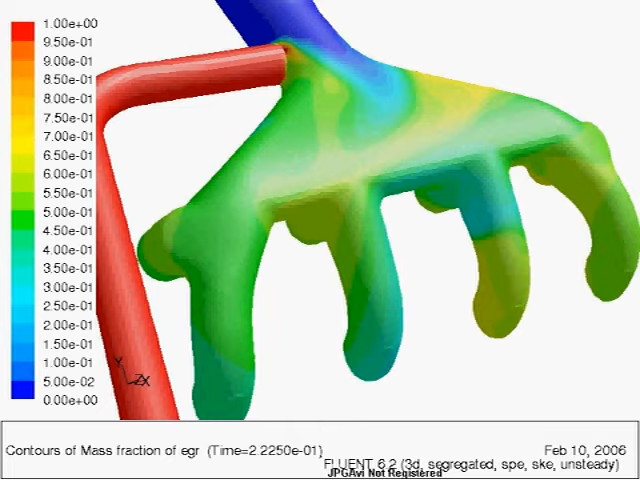 1.00e+00
9.50e-01
9.00e-01
8.50e-01
8.00e-01
7.50e-01
7.00e-01
6.50e-01
6.00e-01
5.50e-01
5.00e-01
4.50e-01
4.00e-01
3.50e-01
3.00e-01
2.50e-01
2.00e-01
1.50e-01
1.00e-01
5.00e-02
0.00e+00
Y
ZX
Contours of Mass fraction of egr (Time=2.2250e-01)
Feb 10, 2006
FLUENT 6.2 (3d, segregated, spe, ske, unsteady)
JPGAvi Not Registered